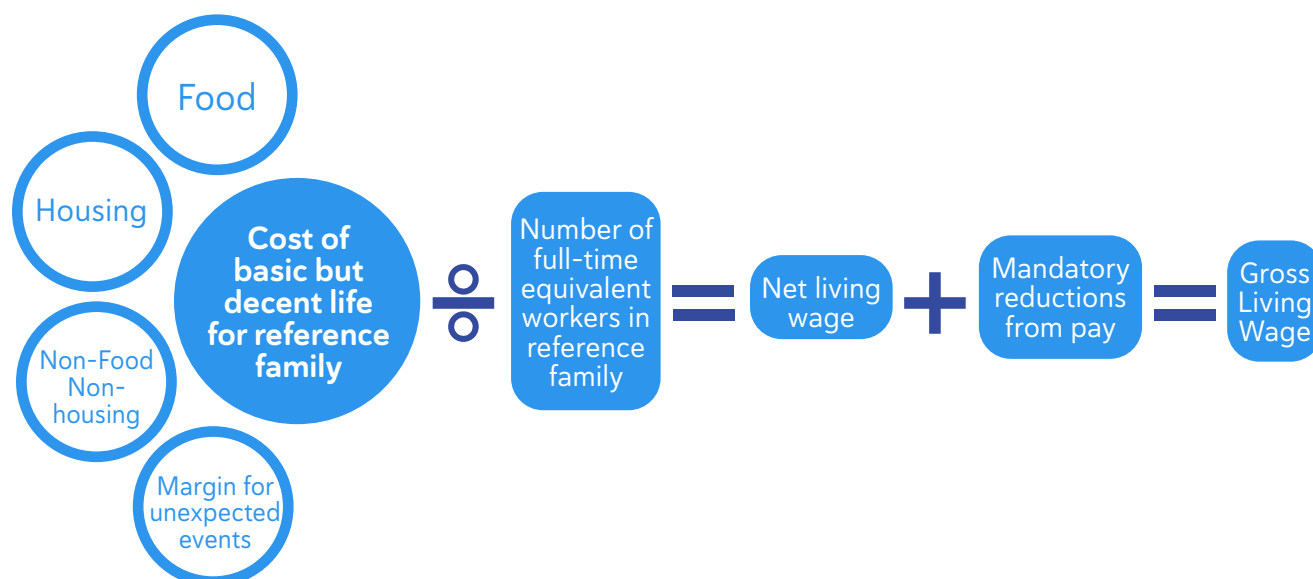 Food
Housing
Non-Food
Non-
housing
Margin for
unexpected
events
Cost of
basic but
decent life
for reference
family
÷
Number of
full-time
equivalent
workers in
reference
family
=
Net living
wage
+
Mandatory
reductions
from pay
=
Gross
Living
Wage